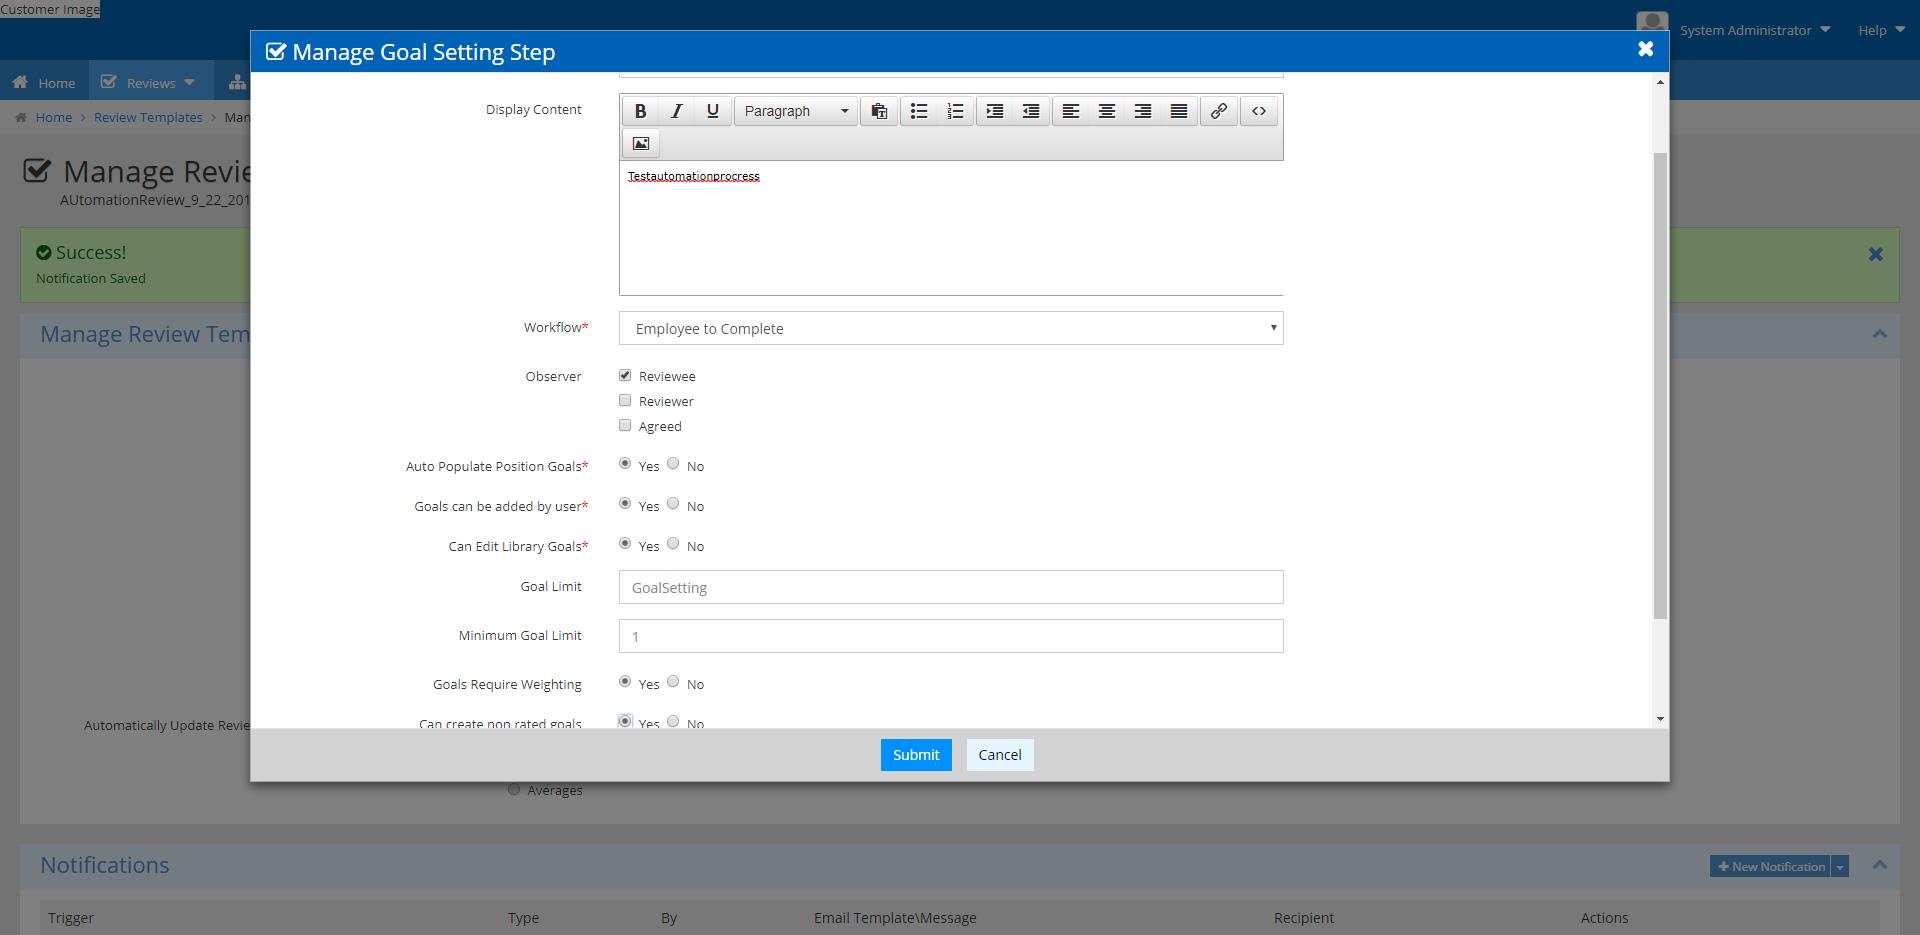 Customer Image
System Administrator
Help
Manage Goal Setting Step
Home
Reviews
Home > Review Templates > Man
Display Content
B I U Paragraph
Manage Revie
AUtomationReview_9_22_201
Testautomationprocress
Success!
Notification Saved
Workflow*
Employee to Complete
Manage Review Tem
Observer
Reviewee
Reviewer
Agreed
Auto Populate Position Goals*
Yes No
Goals can be added by user*
Yes No
Can Edit Library Goals*
Yes No
Goal Limit
GoalSetting
Minimum Goal Limit
1
Goals Require Weighting
Yes No
Can create non rated goals
Yes No
Automatically Update Revie
Submit
Cancel
Averages
Notifications
New Notification
Trigger Type By Email Template\Message Recipient Actions